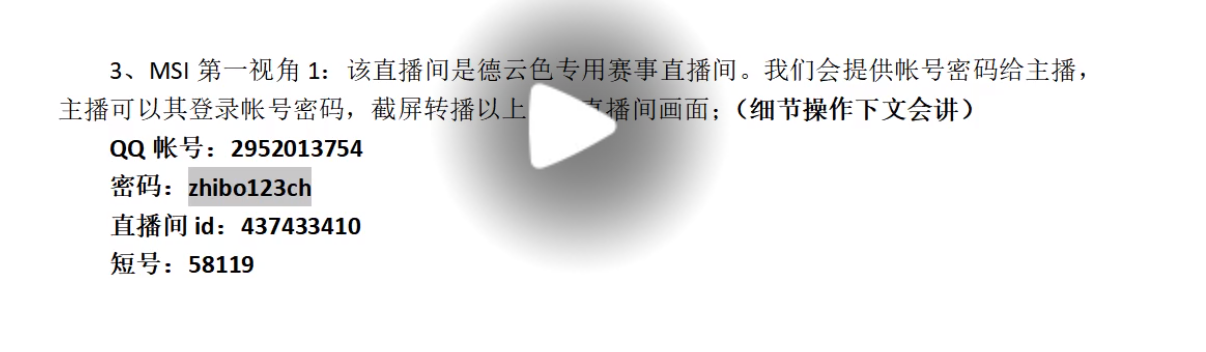 3、MSI 第一视角 1：该直播间是德云色专用赛事直播间。我们会提供帐号密码给主播，
主播可以其登录帐号密码，截屏转播以上直播间画面；（细节操作下文会讲）
QQ 帐号：2952013754
密码：zhibo123ch
直播间 id：437433410
短号：58119